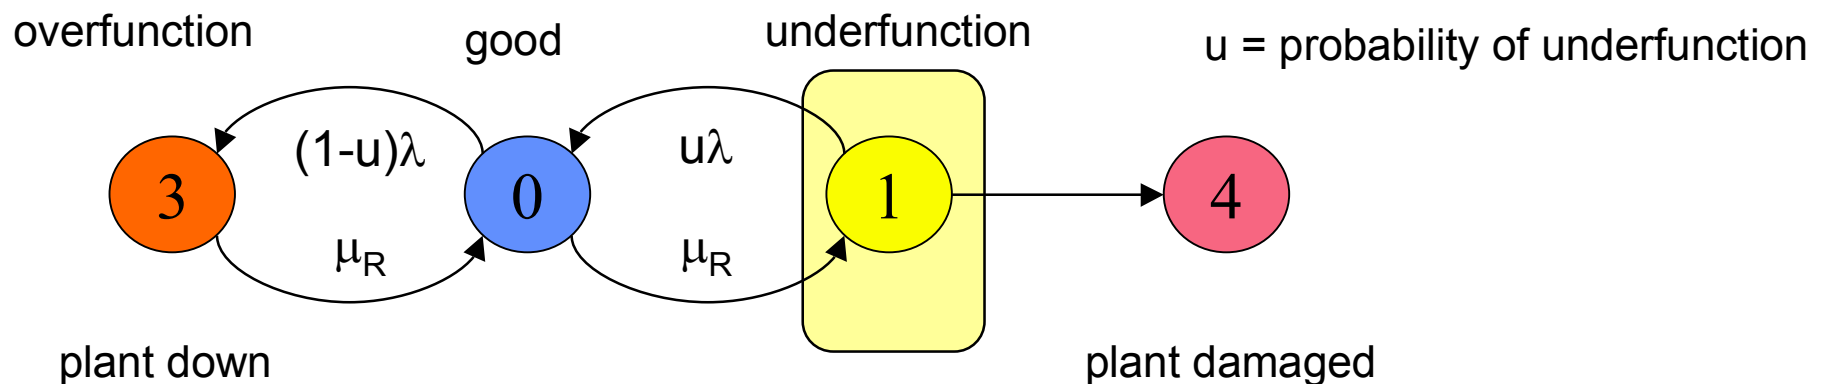 overfunction
good
underfunction
u = probability of underfunction
(1-u)λ
uλ
3
0
1
4
μR
μR
plant down
plant damaged